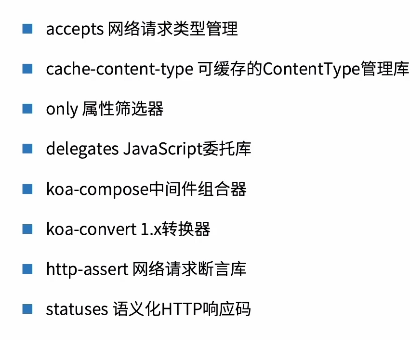 accepts 网络请求类型管理
cache-content-type 可缓存的ContentType管理库
only 属性筛选器
delegates JavaScript委托库
koa-compose中间件组合器
koa-convert 1.x转换器
http-assert 网络请求断言库
statuses 语义化HTTP响应码